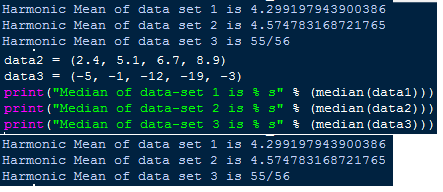 Harmonic Mean of data set 1 is 4.299197943900386
Harmonic Mean of data set 2 is 4.574783168721765
Harmonic Mean of data set 3 is 55/56
data2 = (2.4, 5.1, 6.7, 8.9)
data3 = (-5, -1, -12, -19, -3)
print("Median of data-set 1 is % s" % (median(data1)))
print("Median of data-set 2 is % s" % (median(data2)))
print("Median of data-set 3 is % s" % (median(data3)))
Harmonic Mean of data set 1 is 4.299197943900386
Harmonic Mean of data set 2 is 4.574783168721765
Harmonic Mean of data set 3 is 55/56